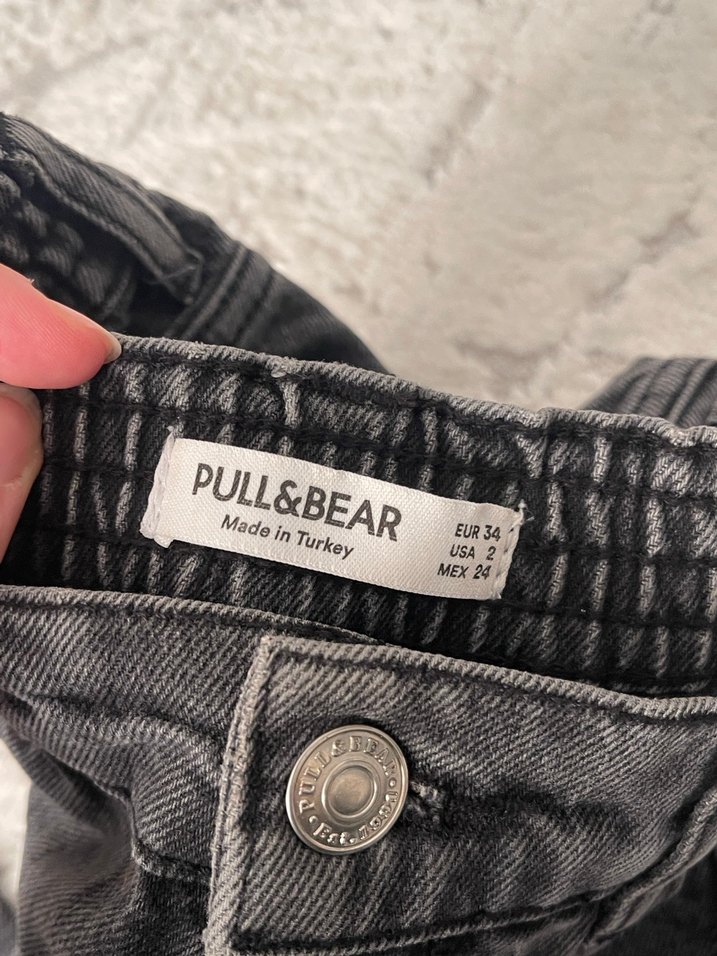 PULL&BEAR
Made in Turkey
EUR 34
USA 2
MEX 24
PULL&BEAR
Est. 1991